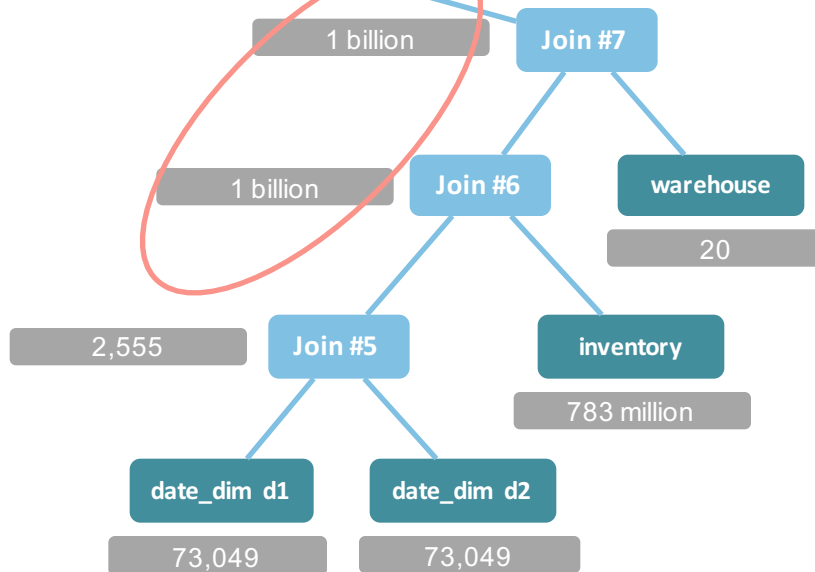 1 billion
Join #7
1 billion
Join #6
warehouse
20
2,555
Join #5
inventory
783 million
date_dim d1
date_dim d2
73,049
73,049